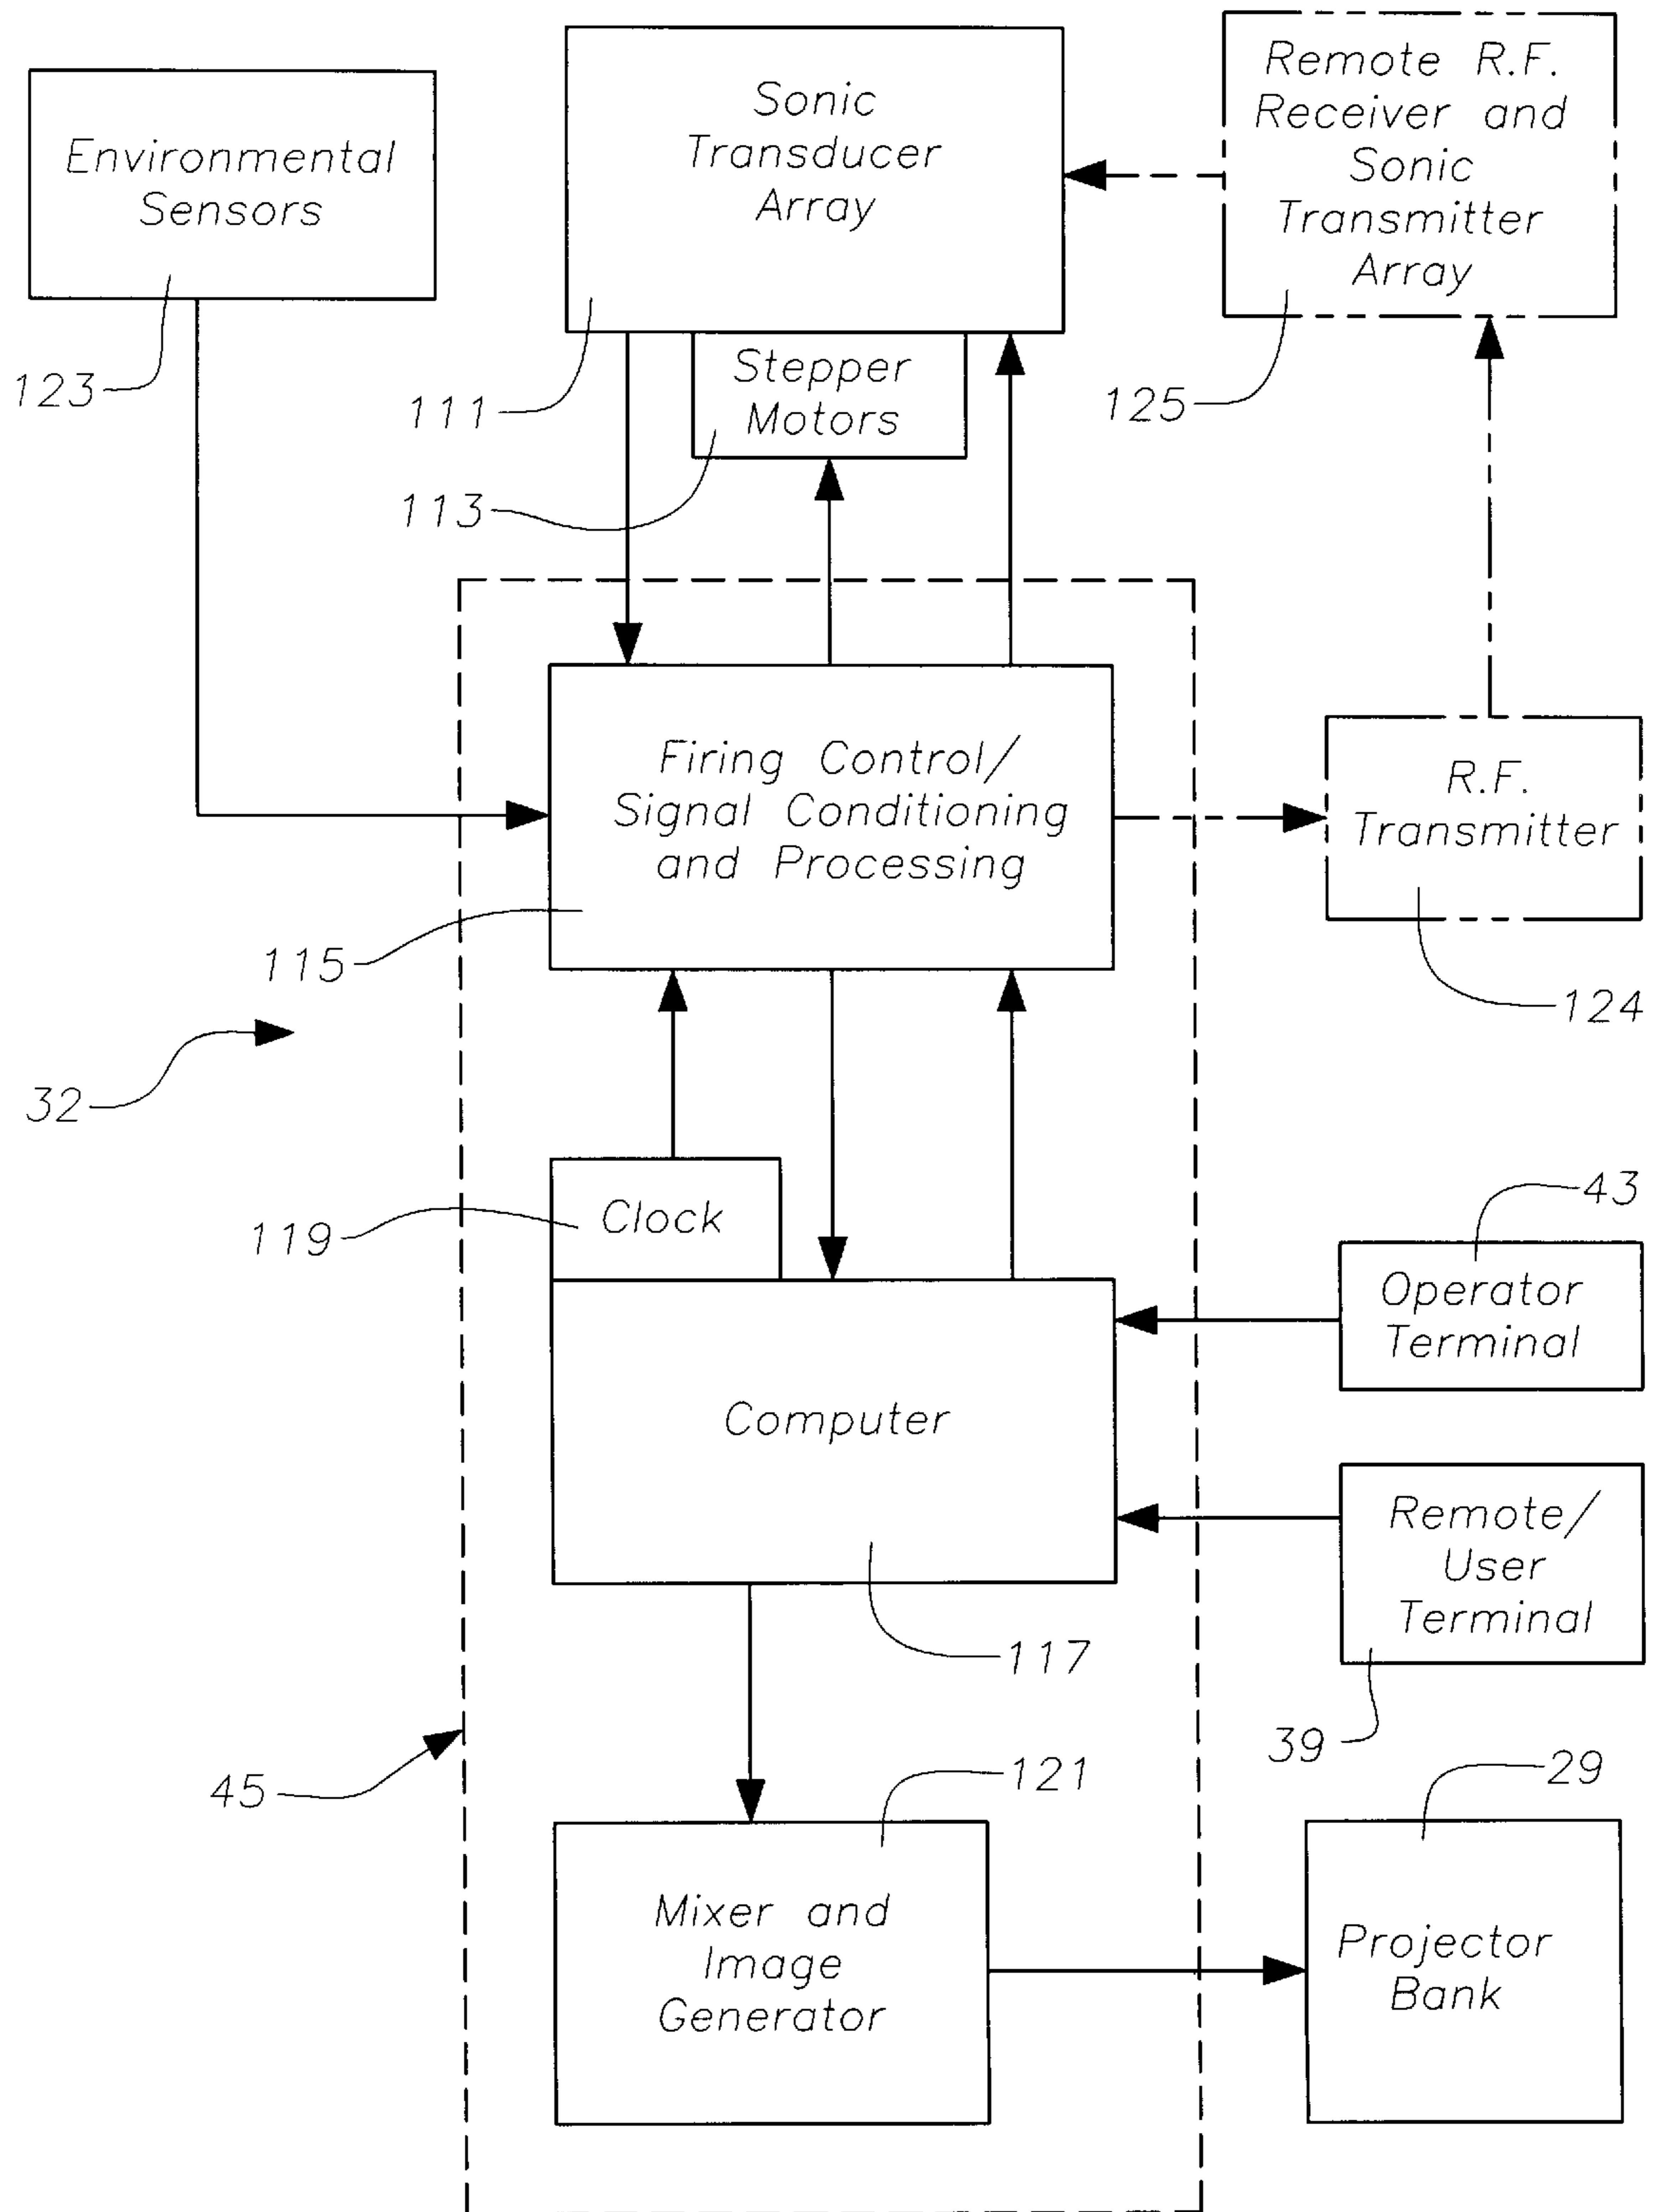 Environmental
Sensors
123
Sonic
Transducer
Array
111
Remote R.F.
Receiver and
Sonic
Transmitter
Array
125
Stepper
Motors
113
Firing Control/
Signal Conditioning
and Processing
115
R.F.
Transmitter
124
32
Clock
119
43
Operator
Terminal
Computer
117
Remote/
User
Terminal
39
45
121
Mixer and
Image
Generator
29
Projector
Bank